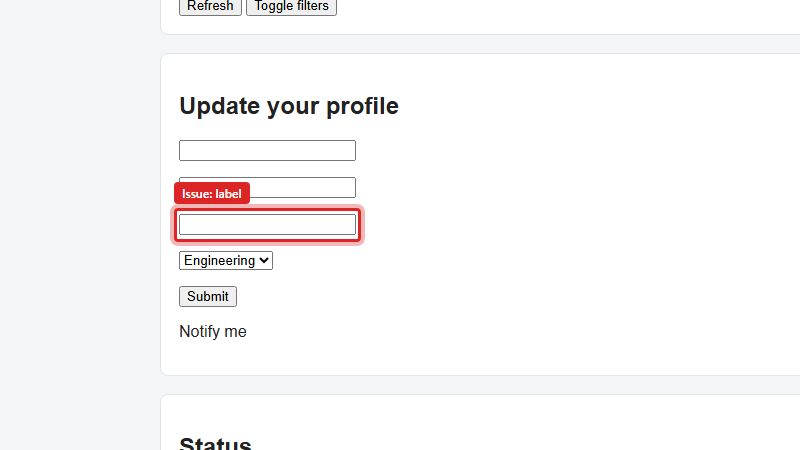 Refresh Toggle filters
Update your profile
Issue: label
Engineering
Submit
Notify me
Status